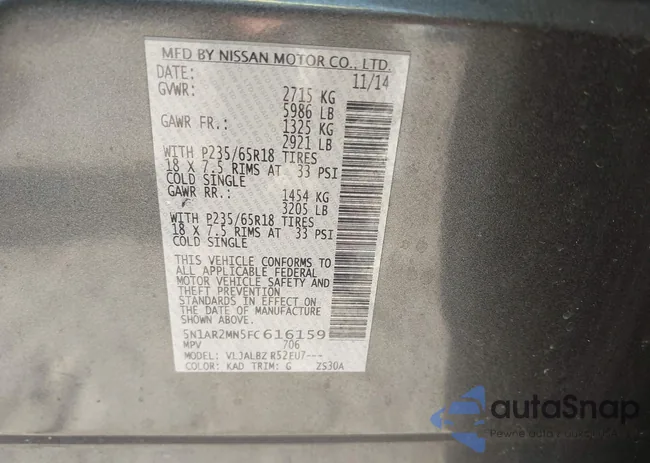 MFD BY NISSAN MOTOR CO., LTD.
DATE: 11/14
GVWR: 2715 KG
5986 LB
GAWR FR.: 1325 KG
2921 LB
WITH P235/65R18 TIRES
18 X 7.5 RIMS AT 33 PSI
COLD SINGLE
GAWR RR.: 1454 KG
3205 LB
WITH P235/65R18 TIRES
18 X 7.5 RIMS AT 33 PSI
COLD SINGLE
THIS VEHICLE CONFORMS TO
ALL APPLICABLE FEDERAL
MOTOR VEHICLE SAFETY AND
THEFT PREVENTION
STANDARDS IN EFFECT ON
THE DATE OF MANUFACTURE
SHOWN ABOVE.
5N1AR2MN5FC616159
MPV 706
MODEL: VLJALBZ R52EU7---
COLOR: KAD TRIM: G ZS30A
autaSnap
Pewne auta